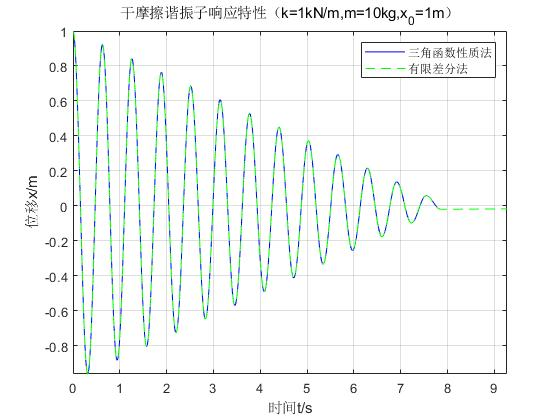 干摩擦谐振子响应特性（k=1kN/m,m=10kg,x0=1m）
三角函数性质法
有限差分法
1
0.8
0.6
0.4
0.2
0
-0.2
-0.4
-0.6
-0.8
位移x/m
0 1 2 3 4 5 6 7 8 9
时间t/s